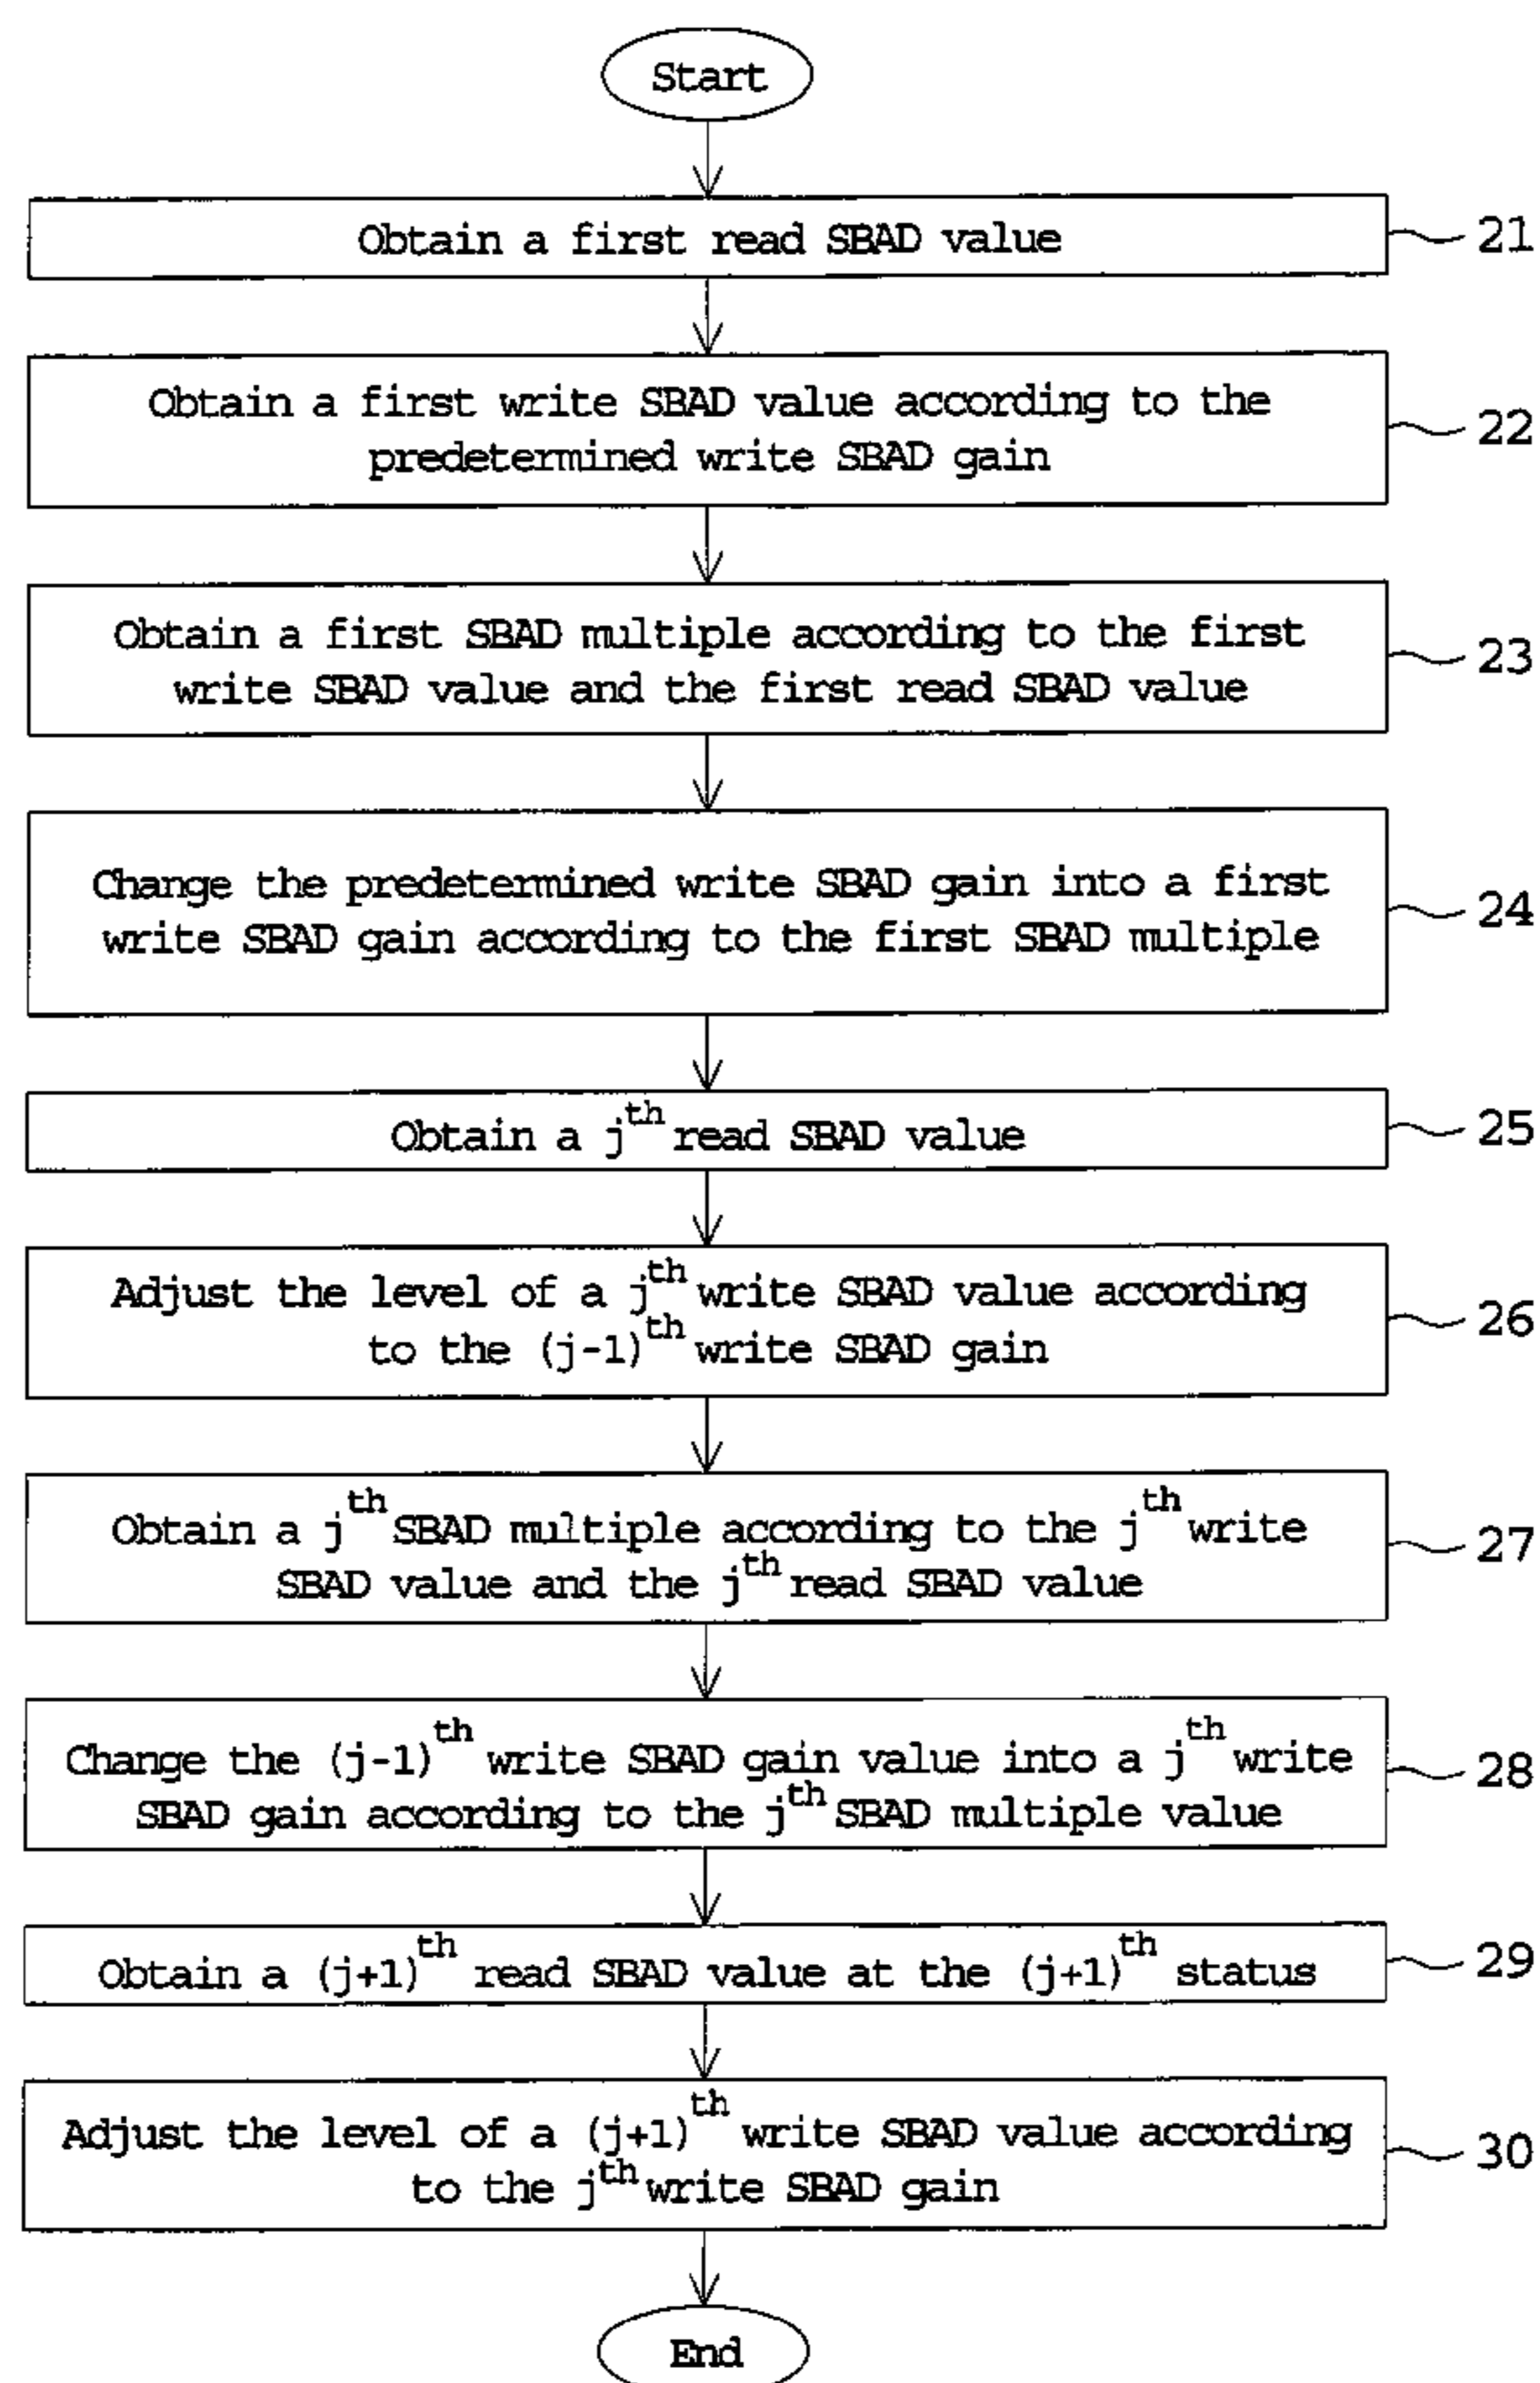 Start
Obtain a first read SBAD value
21
Obtain a first write SBAD value according to the
predetermined write SBAD gain
22
Obtain a first SBAD multiple according to the first
write SBAD value and the first read SBAD value
23
Change the predetermined write SBAD gain into a first
write SBAD gain according to the first SBAD multiple
24
Obtain a j^th read SBAD value
25
Adjust the level of a j^th write SBAD value according
to the (j-1)^th write SBAD gain
26
Obtain a j^th SBAD multiple according to the j^th write
SBAD value and the j^th read SBAD value
27
Change the (j-1)^th write SBAD gain value into a j^th write
SBAD gain according to the j^th SBAD multiple value
28
Obtain a (j+1)^th read SBAD value at the (j+1)^th status
29
Adjust the level of a (j+1)^th write SBAD value according
to the j^th write SBAD gain
30
End